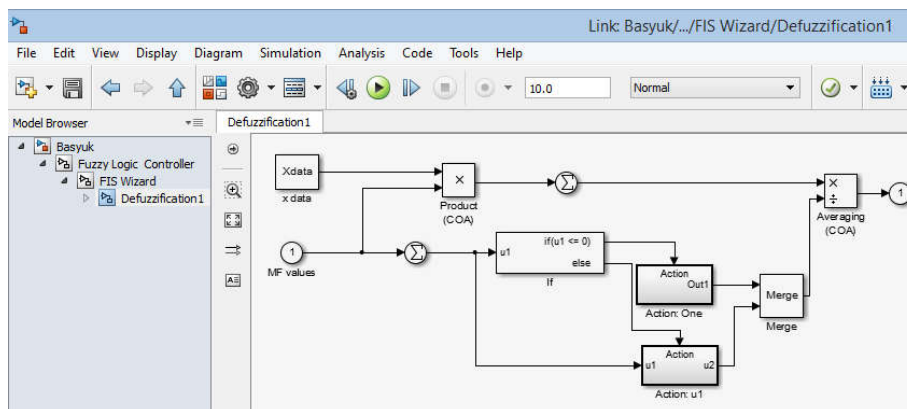 Link: Basyuk/.../FIS Wizard/Defuzzification1
File Edit View Display Diagram Simulation Analysis Code Tools Help
10.0 Normal
Model Browser
Defuzzification1
Basyuk
Fuzzy Logic Controller
FIS Wizard
Defuzzification1
Xdata
x data
×
Product
(COA)
Σ
×
÷
Averaging
(COA)
1
1
MF values
Σ
u1
if(u1 <= 0)
else
If
Action
Out1
Action: One
Merge
Merge
Action
u1 u2
Action: u1